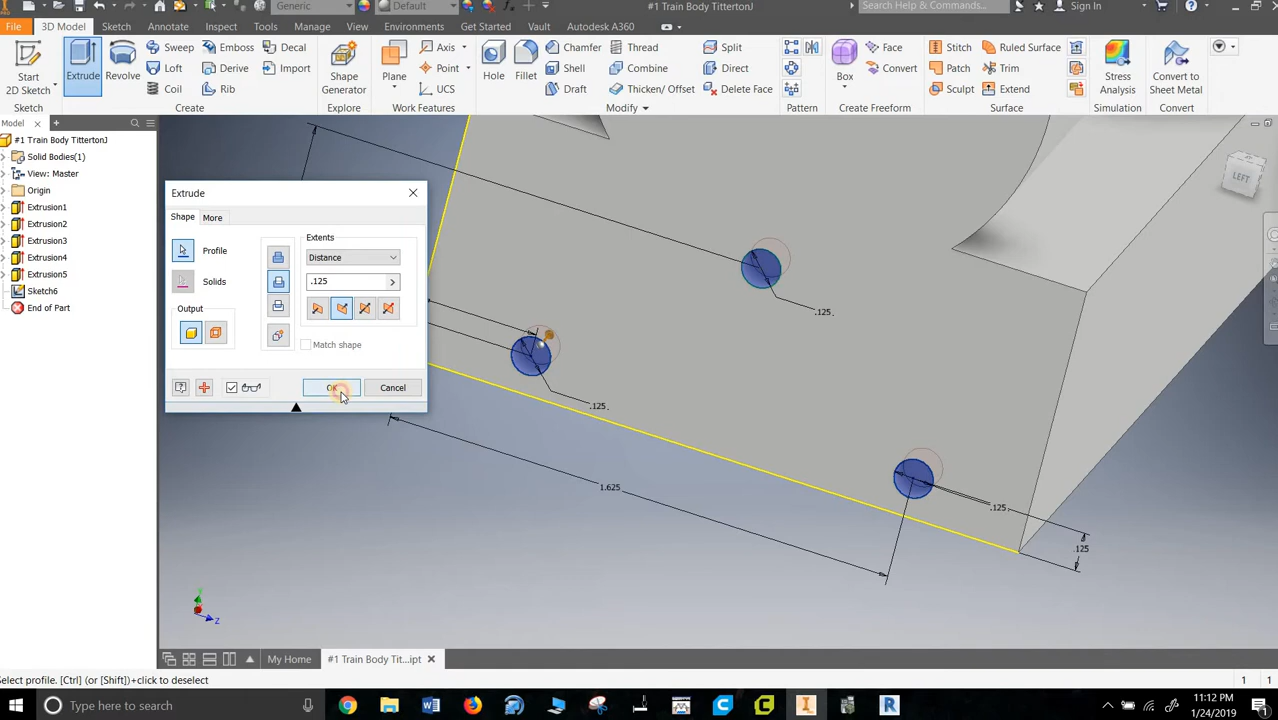 Generic
Default
#1 Train Body TittertonJ
Search Help & Commands...
Sign In
File
3D Model
Sketch
Annotate
Inspect
Tools
Manage
View
Environments
Get Started
Vault
Autodesk A360
Start
2D Sketch
Extrude
Revolve
Sweep
Loft
Coil
Emboss
Derive
Rib
Decal
Import
Shape
Generator
Plane
Axis
Point
UCS
Hole
Fillet
Chamfer
Shell
Draft
Thread
Combine
Thicken/ Offset
Split
Direct
Delete Face
Box
Face
Convert
Stitch
Patch
Sculpt
Ruled Surface
Trim
Extend
Stress
Analysis
Convert to
Sheet Metal
Sketch
Create
Explore
Work Features
Modify
Pattern
Create Freeform
Surface
Simulation
Convert
Model
#1 Train Body TittertonJ
Solid Bodies(1)
View: Master
Origin
Extrusion1
Extrusion2
Extrusion3
Extrusion4
Extrusion5
Sketch6
End of Part
Extrude
Shape
More
Profile
Solids
Output
Extents
Distance
.125
Match shape
OK
Cancel
LEFT
.125
.125
1.625
.125
.125
Y
Z
My Home
#1 Train Body Tit...ipt
Select profile. [Ctrl] (or [Shift])+click to deselect
1
1
Type here to search
11:12 PM
1/24/2019